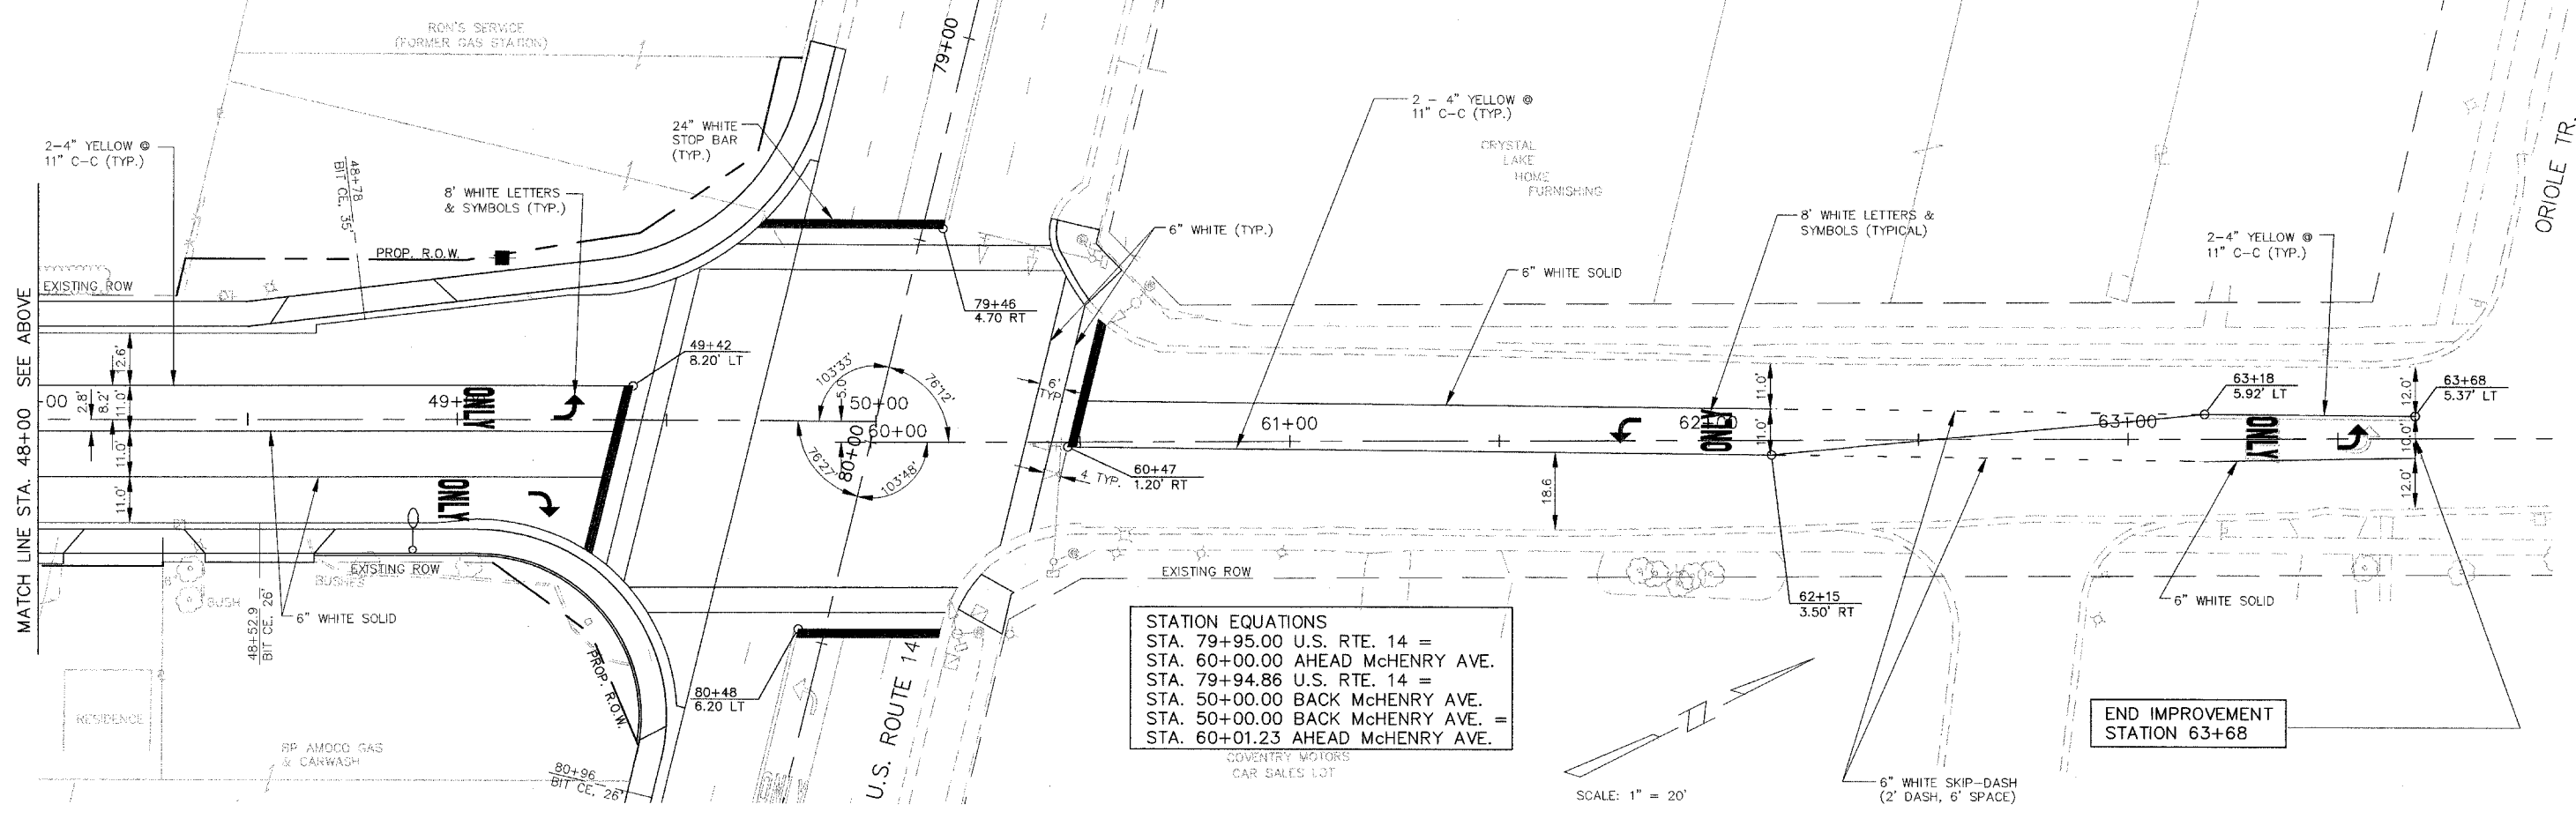 RON'S SERVICE
(FORMER GAS STATION)
79+00
2-4" YELLOW @
11" C-C (TYP.)
48+78
BIT CE. 35'
24" WHITE
STOP BAR
(TYP.)
8' WHITE LETTERS
& SYMBOLS (TYP.)
PROP. R.O.W.
EXISTING ROW
MATCH LINE STA. 48+00 SEE ABOVE
2 - 4" YELLOW @
11" C-C (TYP.)
CRYSTAL
LAKE
HOME
FURNISHING
6" WHITE (TYP.)
8' WHITE LETTERS &
SYMBOLS (TYPICAL)
6" WHITE SOLID
2-4" YELLOW @
11" C-C (TYP.)
ORIOLE TR.
79+46
4.70 RT
49+42
8.20' LT
12.6'
8.2'
2.8'
11.0'
11.0'
11.0'
-00
49+
ONLY
ONLY
103°33'
76°12'
5.0'
50+00
60+00
80+00
76°27'
103°48'
6'
TYP.
4 TYP.
60+47
1.20' RT
61+00
11.0'
11.0'
62+00
ONLY
18.6
63+00
63+18
5.92' LT
63+68
5.37' LT
12.0'
10.0'
12.0'
ONLY
EXISTING ROW
BUSHES
BUSH
6" WHITE SOLID
48+52.9
BIT CE. 26'
PROP. R.O.W.
EXISTING ROW
62+15
3.50' RT
6" WHITE SOLID
80+48
6.20 LT
U.S. ROUTE 14
STATION EQUATIONS
STA. 79+95.00 U.S. RTE. 14 =
STA. 60+00.00 AHEAD McHENRY AVE.
STA. 79+94.86 U.S. RTE. 14 =
STA. 50+00.00 BACK McHENRY AVE.
STA. 50+00.00 BACK McHENRY AVE. =
STA. 60+01.23 AHEAD McHENRY AVE.
COVENTRY MOTORS
CAR SALES LOT
RESIDENCE
BP AMOCO GAS
& CARWASH
80+96
BIT CE. 26'
ONLY
SCALE: 1" = 20'
6" WHITE SKIP-DASH
(2' DASH, 6' SPACE)
END IMPROVEMENT
STATION 63+68